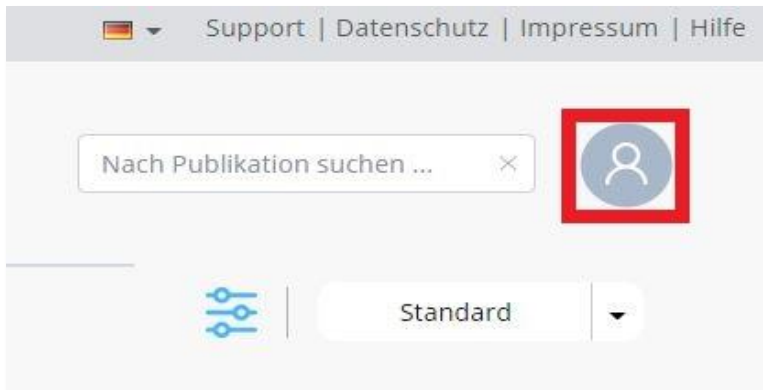 Support | Datenschutz | Impressum | Hilfe
Nach Publikation suchen ...
Standard